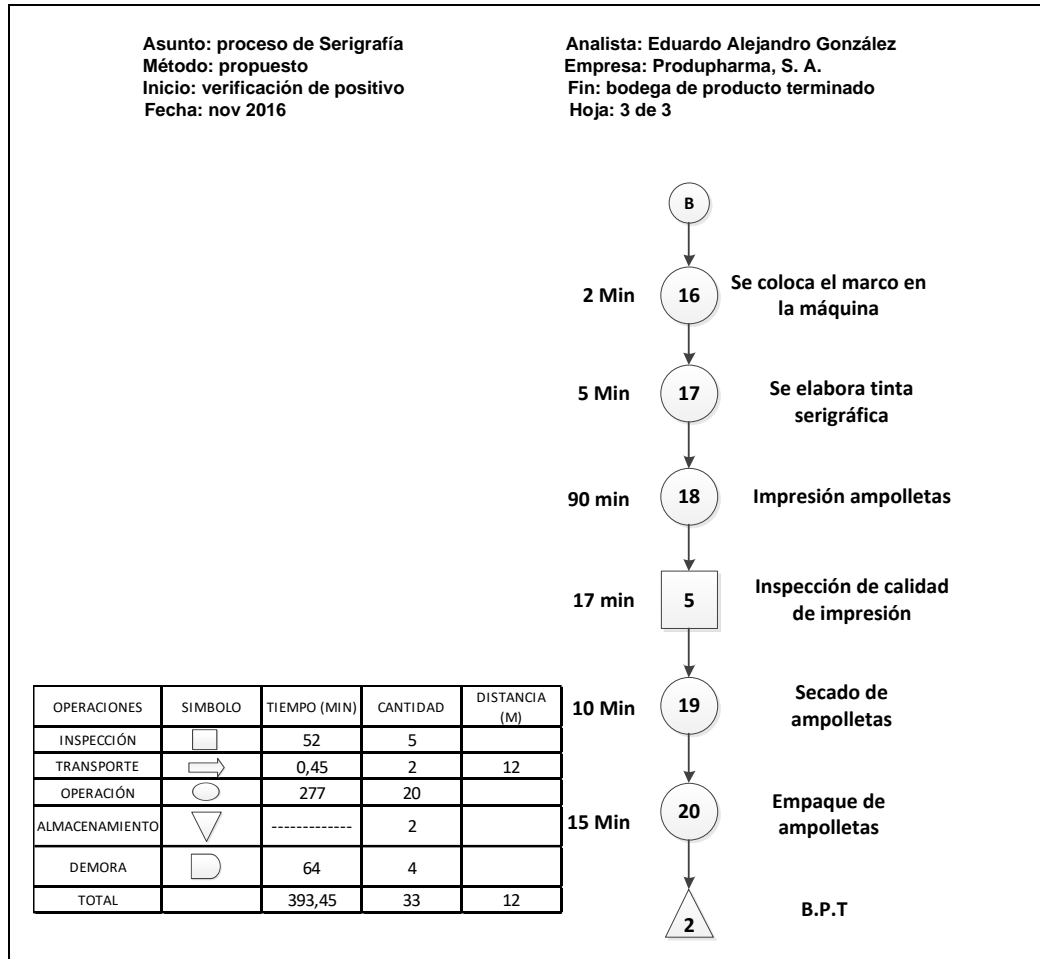 Asunto: proceso de Serigrafía
Método: propuesto
Inicio: verificación de positivo
Fecha: nov 2016
Analista: Eduardo Alejandro González
Empresa: Produpharma, S. A.
Fin: bodega de producto terminado
Hoja: 3 de 3
B
2 Min
16
Se coloca el marco en
la máquina
5 Min
17
Se elabora tinta
serigráfica
90 min
18
Impresión ampolletas
17 min
5
Inspección de calidad
de impresión
10 Min
19
Secado de
ampolletas
15 Min
20
Empaque de
ampolletas
2
B.P.T
OPERACIONES SIMBOLO TIEMPO (MIN) CANTIDAD DISTANCIA
(M)
INSPECCIÓN 52 5
TRANSPORTE 0,45 2 12
OPERACIÓN 277 20
ALMACENAMIENTO ------------- 2
DEMORA 64 4
TOTAL 393,45 33 12